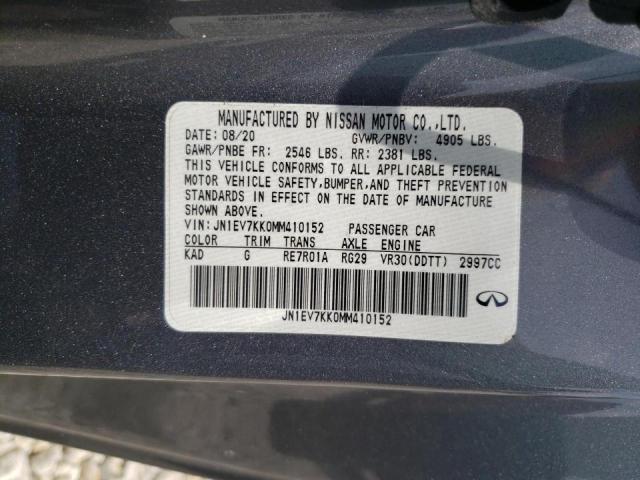 MANUFACTURED BY NISSAN MOTOR CO.,LTD.
DATE: 08/20 GVWR/PNBV: 4905 LBS.
GAWR/PNBE FR: 2546 LBS. RR: 2381 LBS.
THIS VEHICLE CONFORMS TO ALL APPLICABLE FEDERAL
MOTOR VEHICLE SAFETY,BUMPER,AND THEFT PREVENTION
STANDARDS IN EFFECT ON THE DATE OF MANUFACTURE
SHOWN ABOVE.
VIN:JN1EV7KK0MM410152 PASSENGER CAR
COLOR TRIM TRANS AXLE ENGINE
KAD G RE7R01A RG29 VR30(DDTT) 2997CC
JN1EV7KK0MM410152